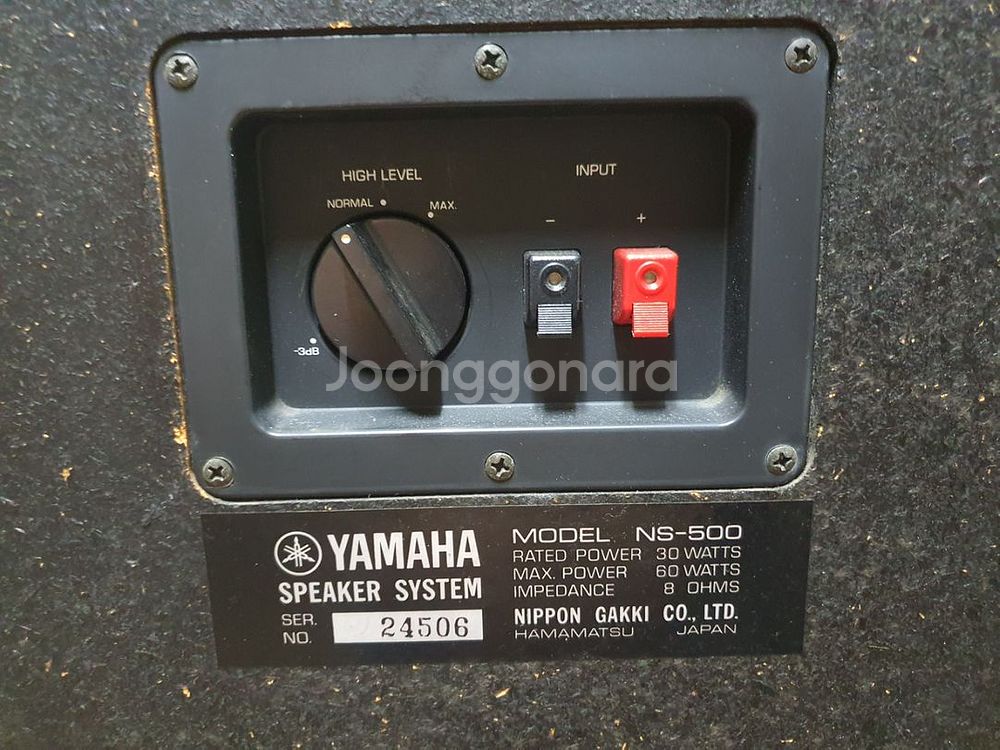 HIGH LEVEL
NORMAL
MAX.
-3dB
INPUT
- +
Joonggonara
YAMAHA
SPEAKER SYSTEM
SER. NO. 24506
MODEL NS-500
RATED POWER 30 WATTS
MAX. POWER 60 WATTS
IMPEDANCE 8 OHMS
NIPPON GAKKI CO., LTD.
HAMAMATSU JAPAN